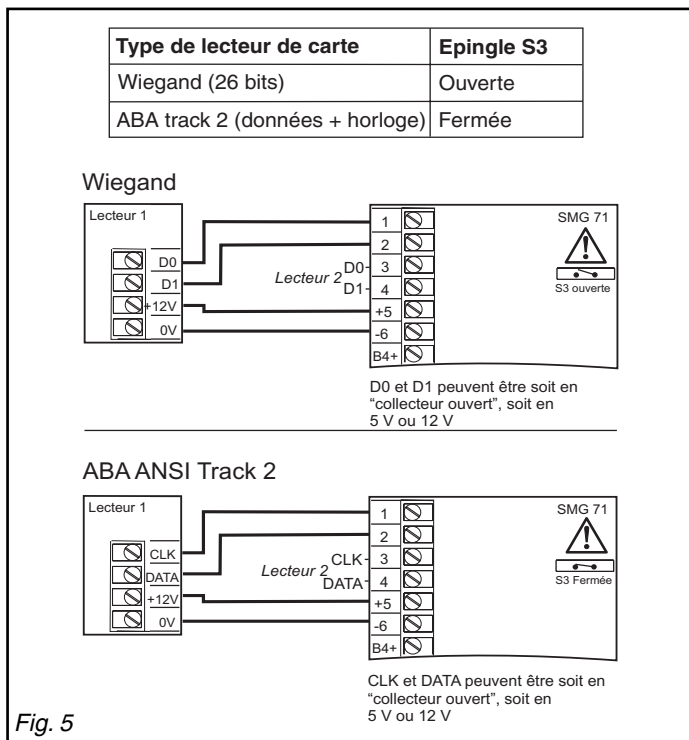 Type de lecteur de carte Epingle S3
Wiegand (26 bits) Ouverte
ABA track 2 (données + horloge) Fermée
Wiegand
Lecteur 1
D0
D1
+12V
0V
Lecteur 2
D0
D1
1
2
3
4
+5
-6
B4+
SMG 71
S3 ouverte
D0 et D1 peuvent être soit en
“collecteur ouvert”, soit en
5 V ou 12 V
ABA ANSI Track 2
Lecteur 1
CLK
DATA
+12V
0V
Lecteur 2
CLK
DATA
1
2
3
4
+5
-6
B4+
SMG 71
S3 Fermée
CLK et DATA peuvent être soit en
“collecteur ouvert”, soit en
5 V ou 12 V
Fig. 5